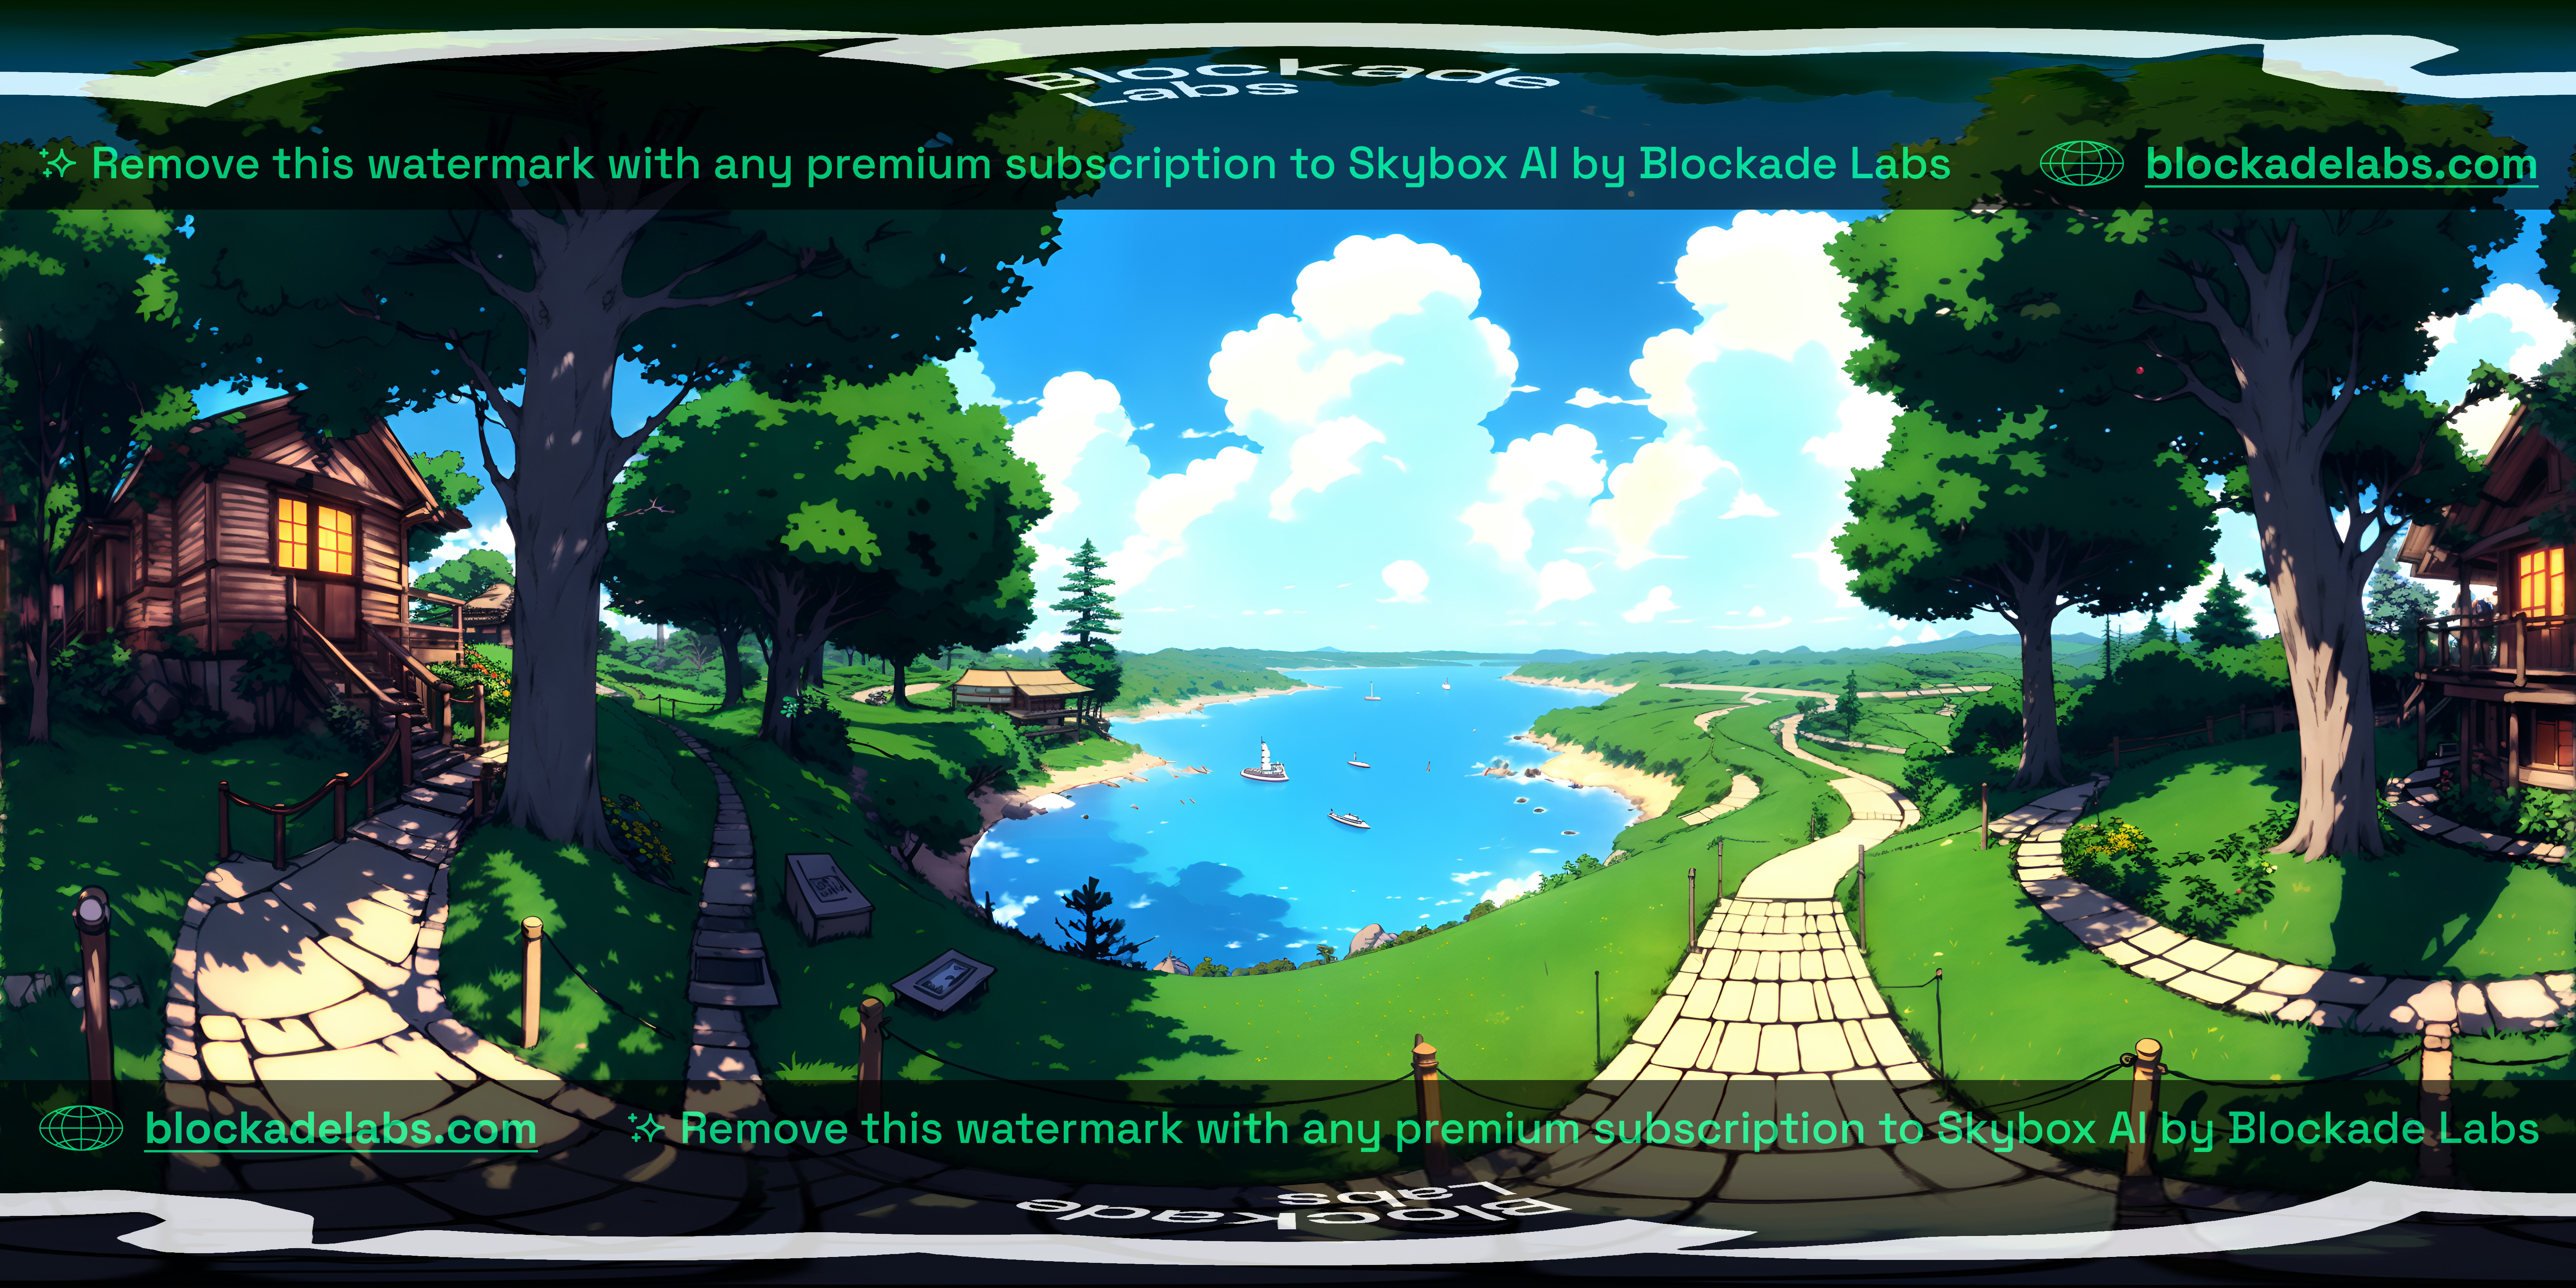 Blockade
Labs
Remove this watermark with any premium subscription to Skybox AI by Blockade Labs
blockadelabs.com
blockadelabs.com
Remove this watermark with any premium subscription to Skybox AI by Blockade Labs
Labs
Blockade